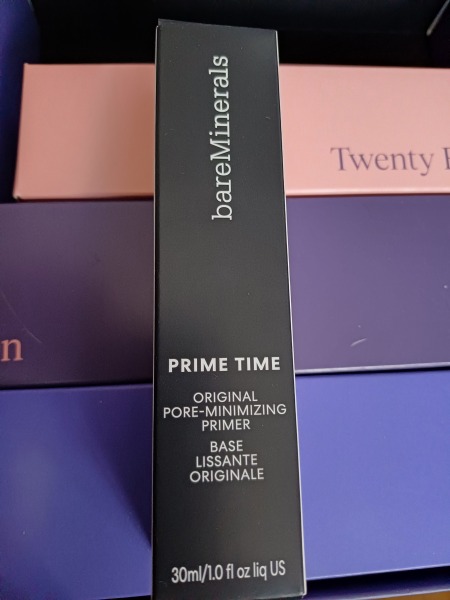 bareMinerals
Twenty
n
PRIME TIME
ORIGINAL
PORE-MINIMIZING
PRIMER
BASE
LISSANTE
ORIGINALE
30ml/1.0 fl oz liq US